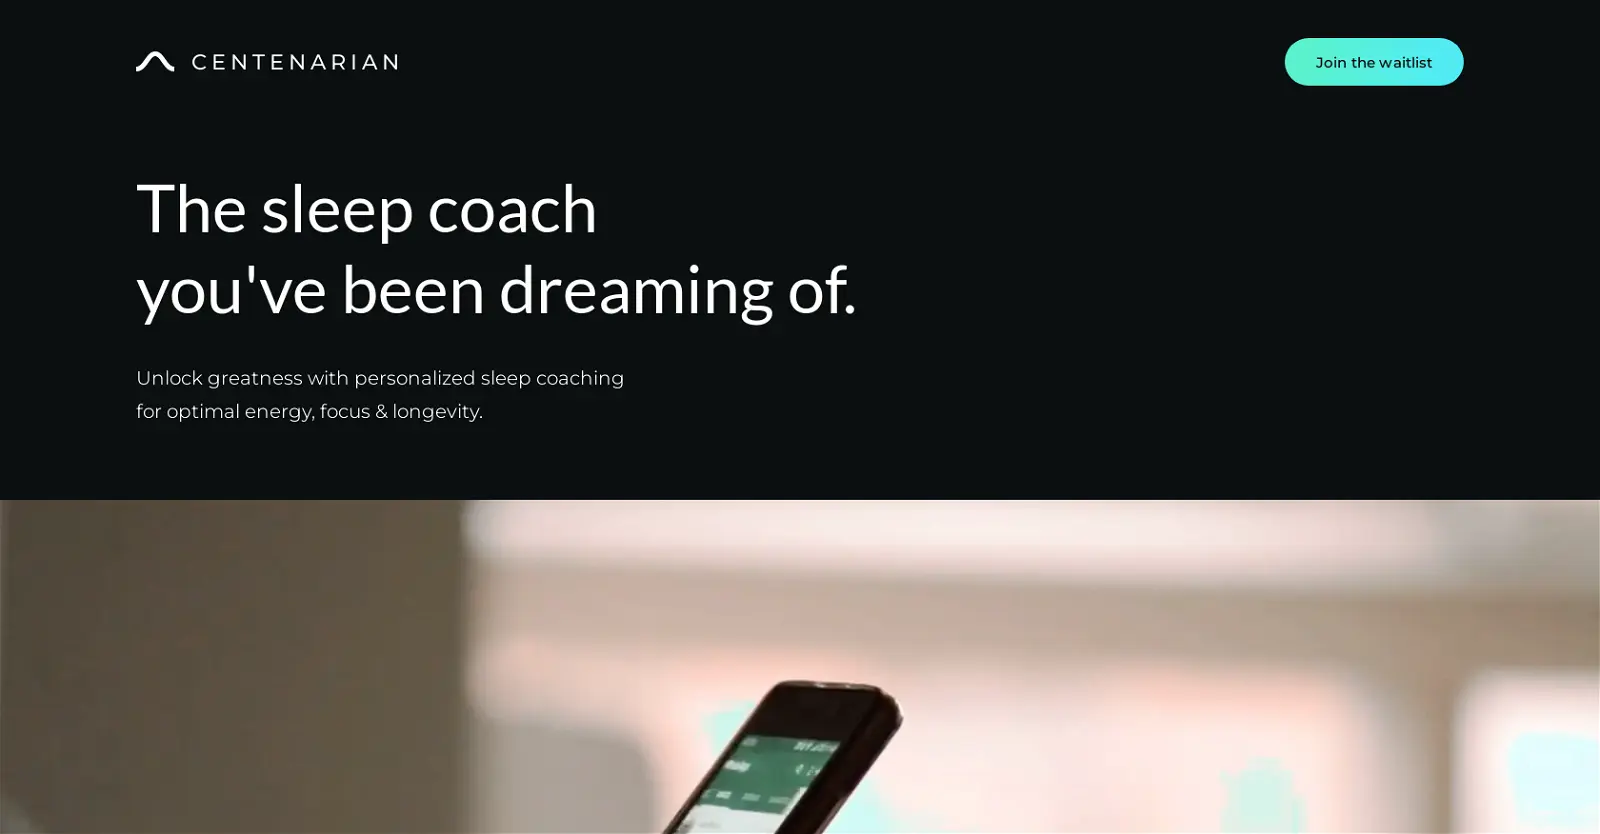 CENTENARIAN
Join the waitlist
The sleep coach
you've been dreaming of.
Unlock greatness with personalized sleep coaching
for optimal energy, focus & longevity.